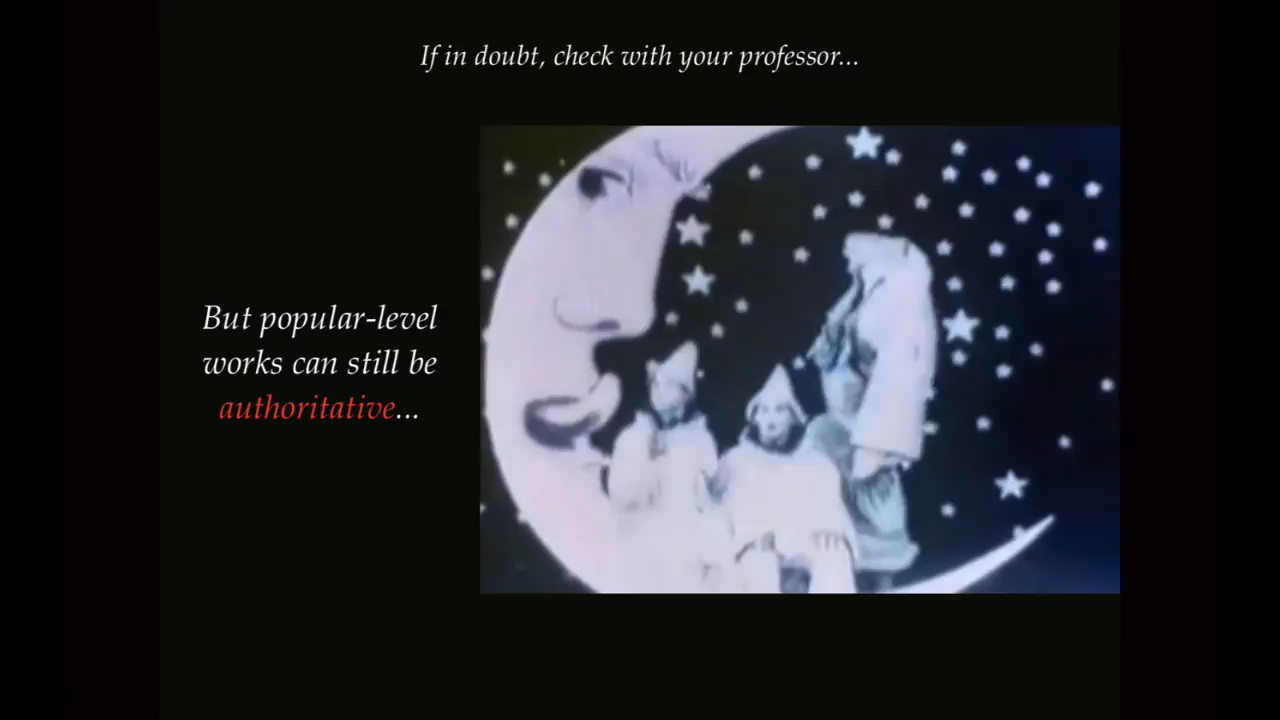 If in doubt, check with your professor...
But popular-level
works can still be
authoritative...